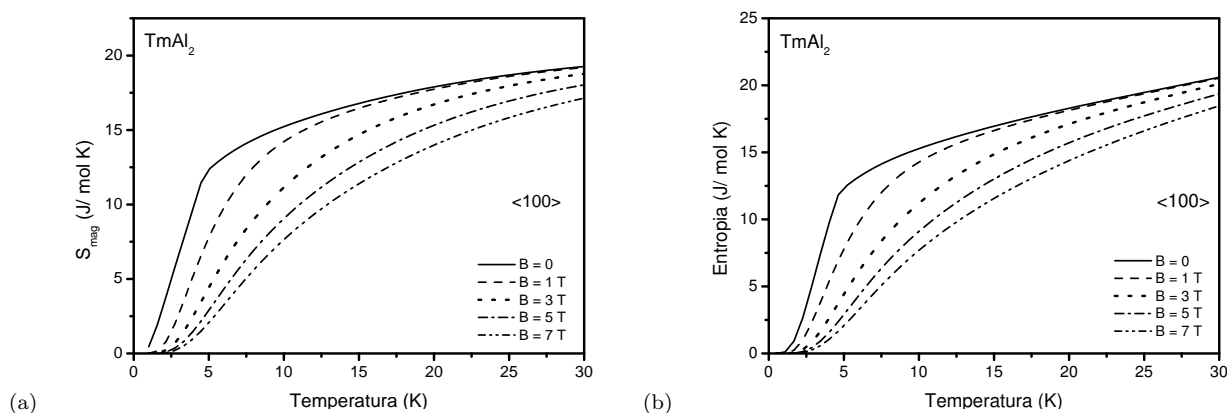 TmAl₂
20
15
10
5
0
S_mag (J/ mol K)
<100>
B = 0
B = 1 T
B = 3 T
B = 5 T
B = 7 T
0 5 10 15 20 25 30
Temperatura (K)
(a)
25
TmAl₂
20
15
10
5
0
Entropia (J/ mol K)
<100>
B = 0
B = 1 T
B = 3 T
B = 5 T
B = 7 T
0 5 10 15 20 25 30
Temperatura (K)
(b)